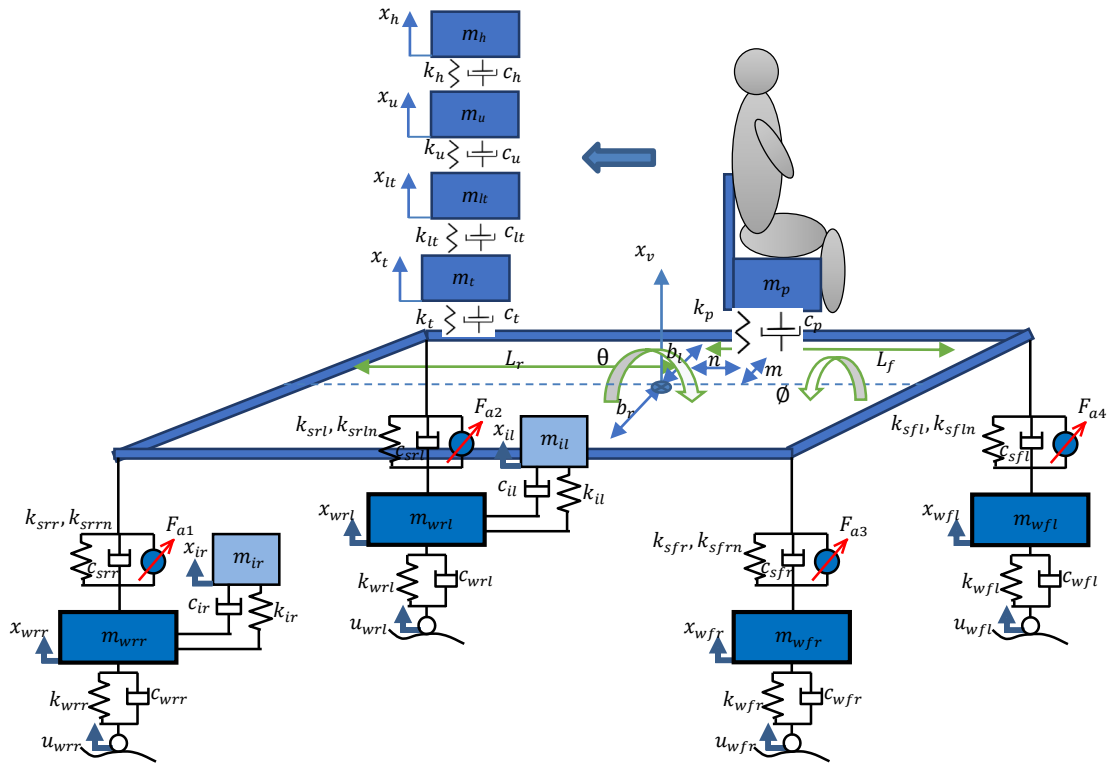 x_h
m_h
k_h
c_h
x_u
m_u
k_u
c_u
x_lt
m_lt
k_lt
c_lt
x_t
m_t
k_t
c_t
x_v
m_p
k_p
c_p
L_r
θ
b_l
n
m
L_f
∅
b_r
k_srl, k_srln
c_srl
F_a2
x_il
m_il
c_il
k_il
x_wrl
m_wrl
k_wrl
c_wrl
u_wrl
k_sfl, k_sfln
c_sfl
F_a4
x_wfl
m_wfl
k_wfl
c_wfl
u_wfl
k_srr, k_srrn
c_srr
F_a1
x_ir
m_ir
c_ir
k_ir
x_wrr
m_wrr
k_wrr
c_wrr
u_wrr
k_sfr, k_sfrn
c_sfr
F_a3
x_wfr
m_wfr
k_wfr
c_wfr
u_wfr